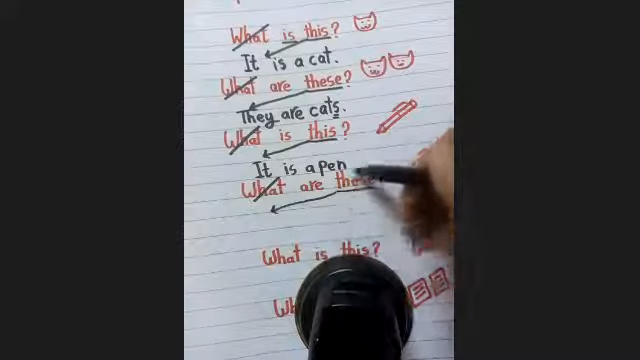 What is this?
It is a cat.
What are these?
They are cats.
What is this?
It is a pen
What are these
What is this?